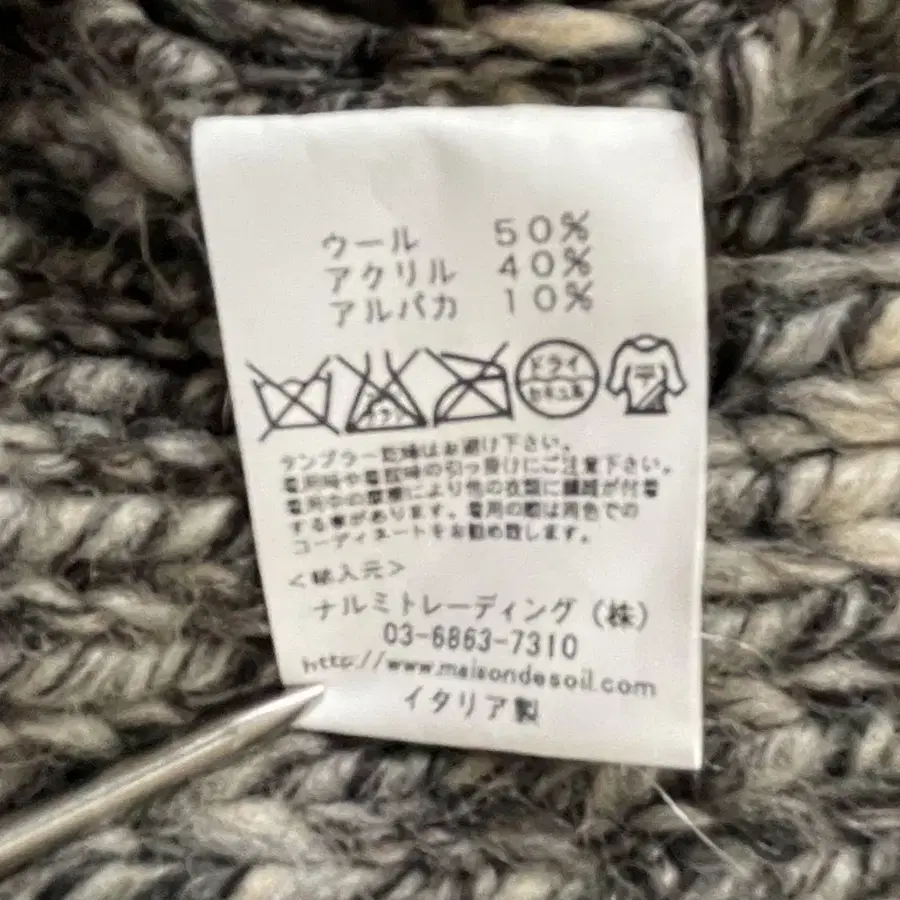 ウール 50%
アクリル 40%
アルパカ 10%
ドライ
セキユ系
タンブラー乾燥はお避け下さい。
着用時や着脱時の引っ掛けにご注意下さい。
着用中の摩擦により他の衣類に繊維が付着
する事があります。着用の際は同色での
コーディネートをお勧め致します。
<輸入元>
ナルミトレーディング(株)
03-6863-7310
http://www.maisondesoil.com
イタリア製